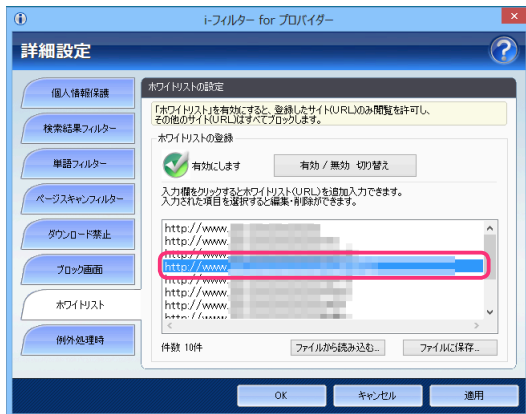 i-フィルター for プロバイダー
詳細設定
個人情報保護
検索結果フィルター
単語フィルター
ページスキャンフィルター
ダウンロード禁止
ブロック画面
ホワイトリスト
例外処理時
ホワイトリストの設定
「ホワイトリスト」を有効にすると、登録したサイト(URL)のみ閲覧を許可し、
その他のサイト(URL)はすべてブロックします。
ホワイトリストの登録
有効にします
有効 / 無効 切り替え
入力欄をクリックするとホワイトリスト(URL)を追加入力できます。
入力された項目を選択すると編集・削除ができます。
http://www.
http://www.
http://www.
http://www.
http://www.
http://www.
http://www.
http://www.
件数 10件
ファイルから読み込む...
ファイルに保存...
OK
キャンセル
適用